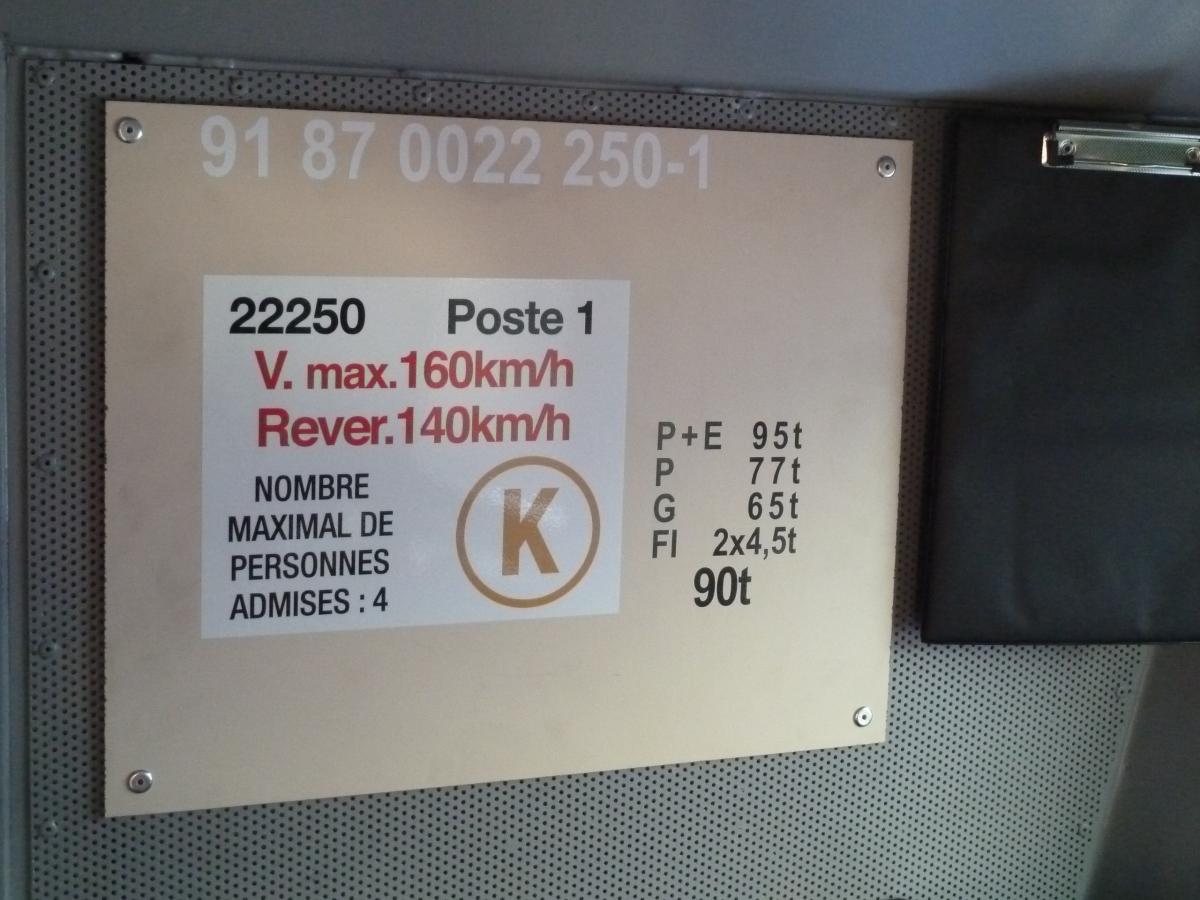 91 87 0022 250-1
22250 Poste 1
V. max.160km/h
Rever.140km/h
NOMBRE
MAXIMAL DE
PERSONNES
ADMISES : 4
K
P+E 95t
P 77t
G 65t
FI 2x4,5t
90t